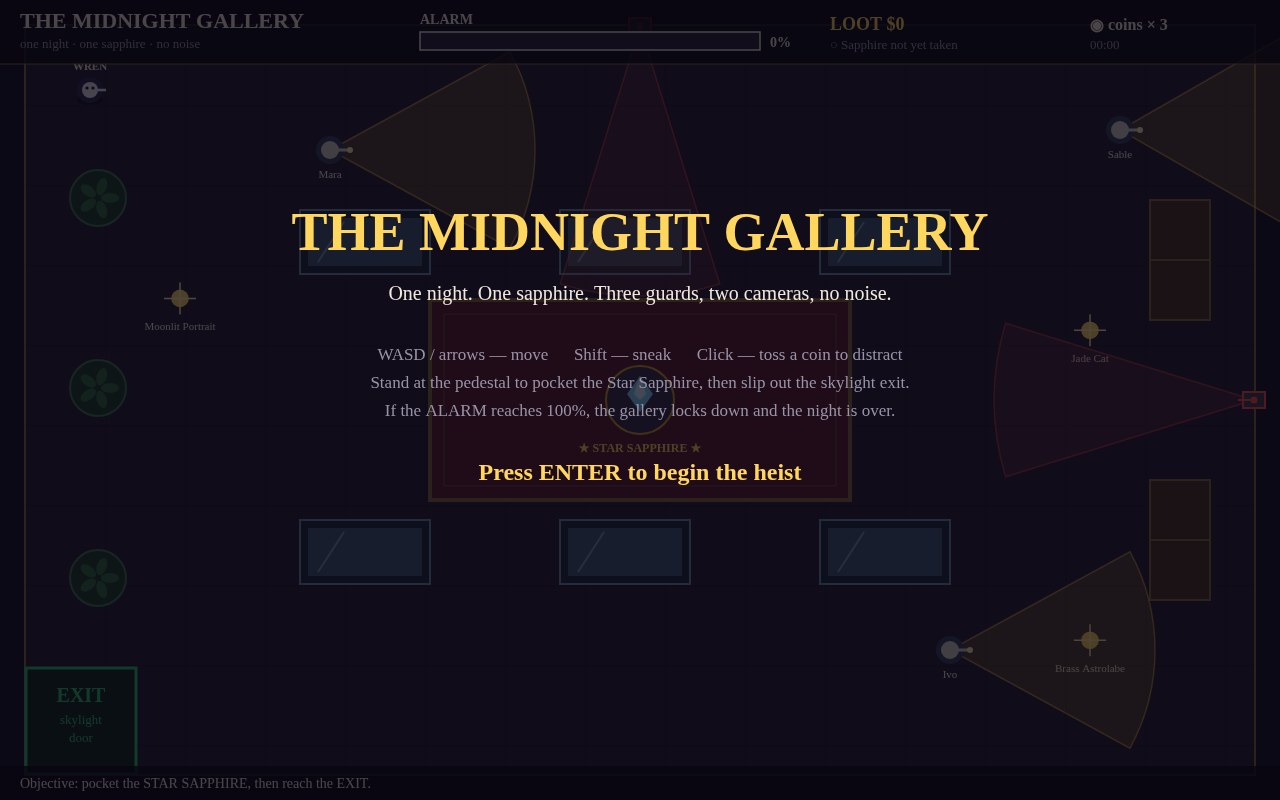 THE MIDNIGHT GALLERY
one night · one sapphire · no noise
ALARM
0%
LOOT $0
○ Sapphire not yet taken
◉ coins × 3
00:00
WREN
Mara
Sable
THE MIDNIGHT GALLERY
One night. One sapphire. Three guards, two cameras, no noise.
Moonlit Portrait
Jade Cat
WASD / arrows — move Shift — sneak Click — toss a coin to distract
Stand at the pedestal to pocket the Star Sapphire, then slip out the skylight exit.
If the ALARM reaches 100%, the gallery locks down and the night is over.
★ STAR SAPPHIRE ★
Press ENTER to begin the heist
Ivo
Brass Astrolabe
EXIT
skylight
door
Objective: pocket the STAR SAPPHIRE, then reach the EXIT.